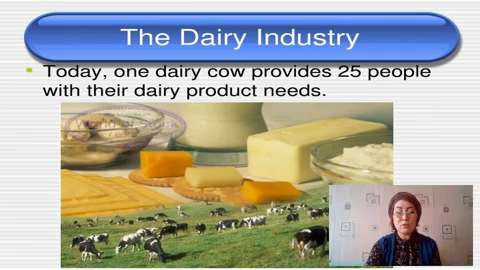 The Dairy Industry
Today, one dairy cow provides 25 people
with their dairy product needs.